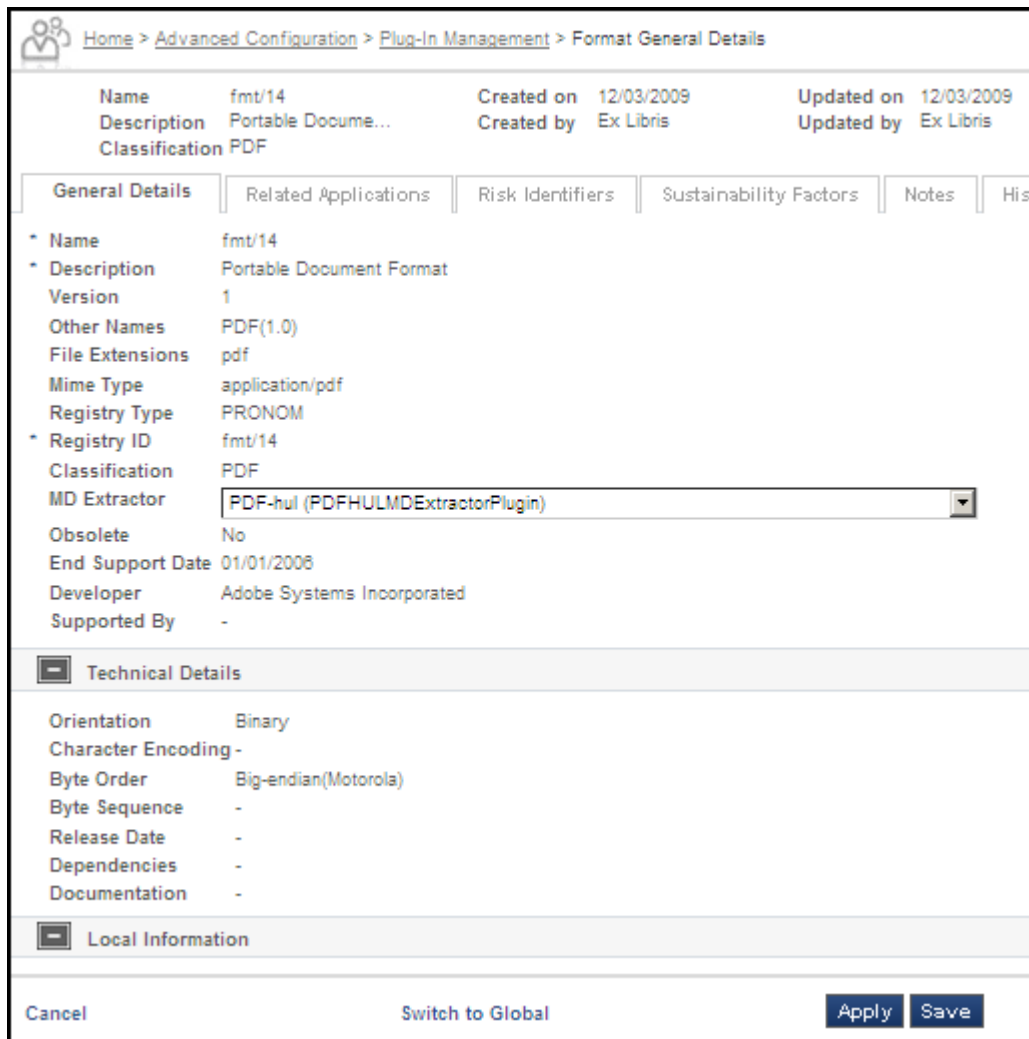 Home > Advanced Configuration > Plug-In Management > Format General Details
Name fmt/14 Created on 12/03/2009 Updated on 12/03/2009
Description Portable Docume... Created by Ex Libris Updated by Ex Libris
Classification PDF
General Details Related Applications Risk Identifiers Sustainability Factors Notes His
* Name fmt/14
* Description Portable Document Format
Version 1
Other Names PDF(1.0)
File Extensions pdf
Mime Type application/pdf
Registry Type PRONOM
* Registry ID fmt/14
Classification PDF
MD Extractor PDF-hul (PDFHULMDExtractorPlugin)
Obsolete No
End Support Date 01/01/2006
Developer Adobe Systems Incorporated
Supported By -
Technical Details
Orientation Binary
Character Encoding -
Byte Order Big-endian(Motorola)
Byte Sequence -
Release Date -
Dependencies -
Documentation -
Local Information
Cancel Switch to Global Apply Save